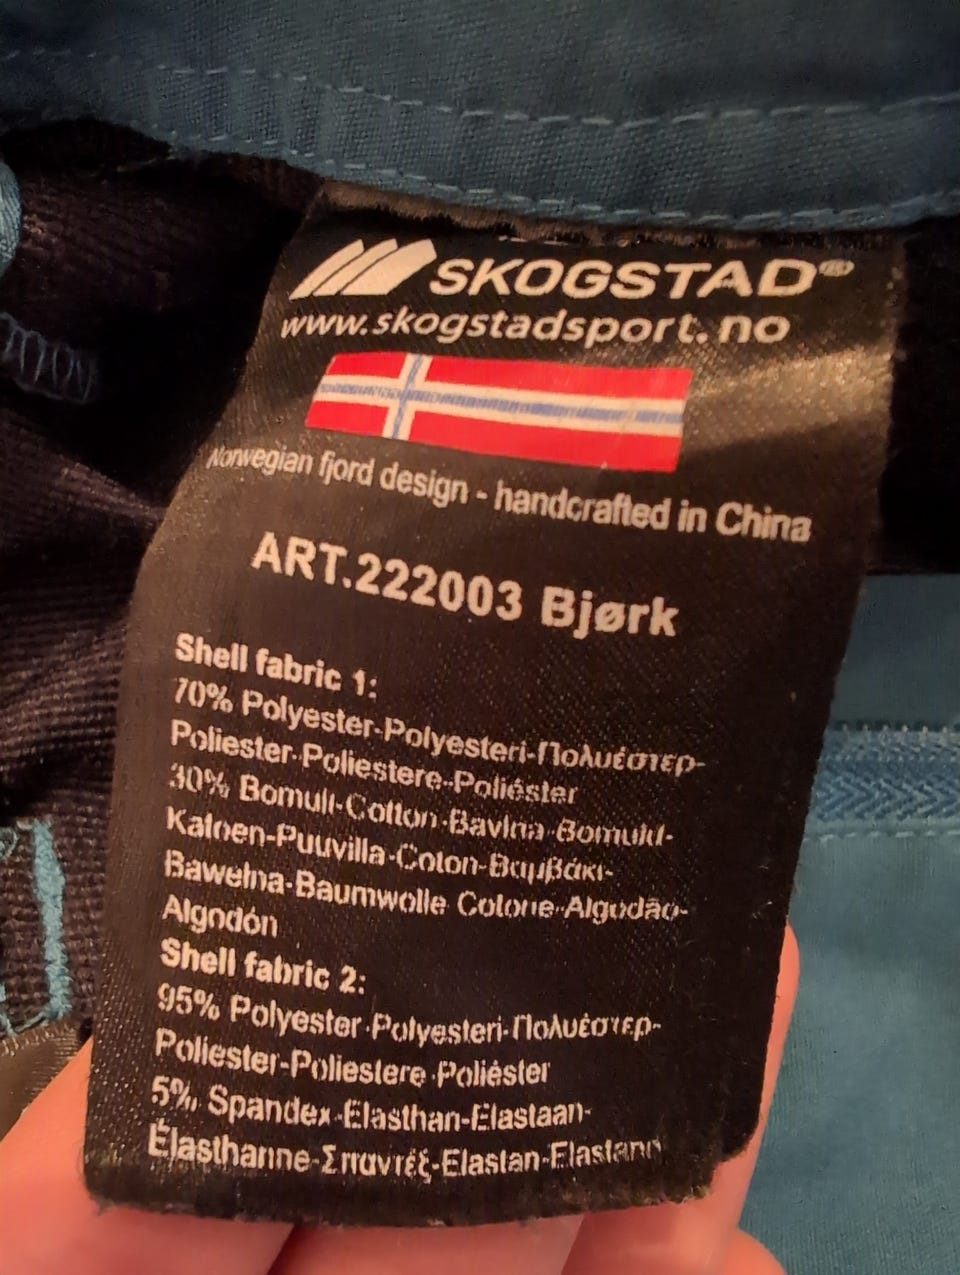 SKOGSTAD®
www.skogstadsport.no
Norwegian fjord design - handcrafted in China
ART.222003 Bjørk
Shell fabric 1:
70% Polyester-Polyesteri-Πολυέστερ-
Poliester-Poliestere-Poliéster
30% Bomull-Cotton-Bavlna-Bomuld-
Katoen-Puuvilla-Coton-Βαμβάκι-
Bawełna-Baumwolle Cotone-Algodão-
Algodón
Shell fabric 2:
95% Polyester-Polyesteri-Πολυέστερ-
Poliester-Poliestere-Poliéster
5% Spandex-Elasthan-Elastaan-
Élasthanne-Σπαντέξ-Elastan-Elastano